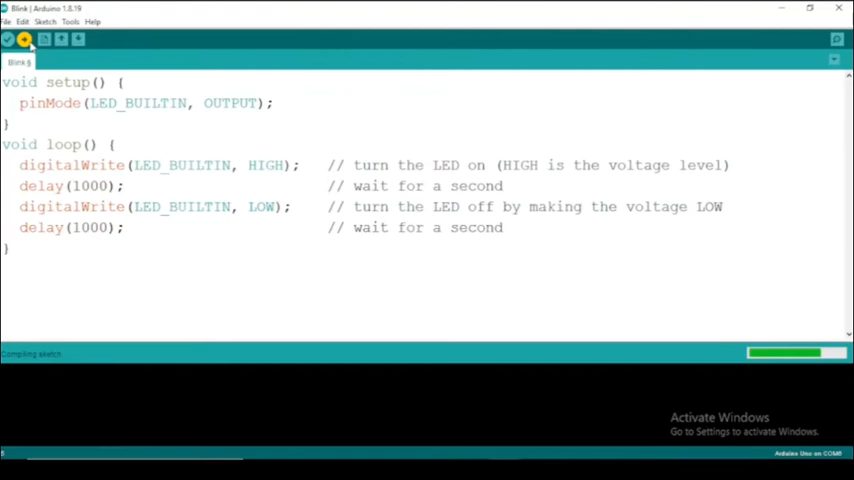 Blink | Arduino 1.8.19
File Edit Sketch Tools Help
Blink §
void setup() {
  pinMode(LED_BUILTIN, OUTPUT);
}
void loop() {
  digitalWrite(LED_BUILTIN, HIGH);   // turn the LED on (HIGH is the voltage level)
  delay(1000);                       // wait for a second
  digitalWrite(LED_BUILTIN, LOW);    // turn the LED off by making the voltage LOW
  delay(1000);                       // wait for a second
}
Compiling sketch
Activate Windows
Go to Settings to activate Windows.
Arduino Uno on COM6